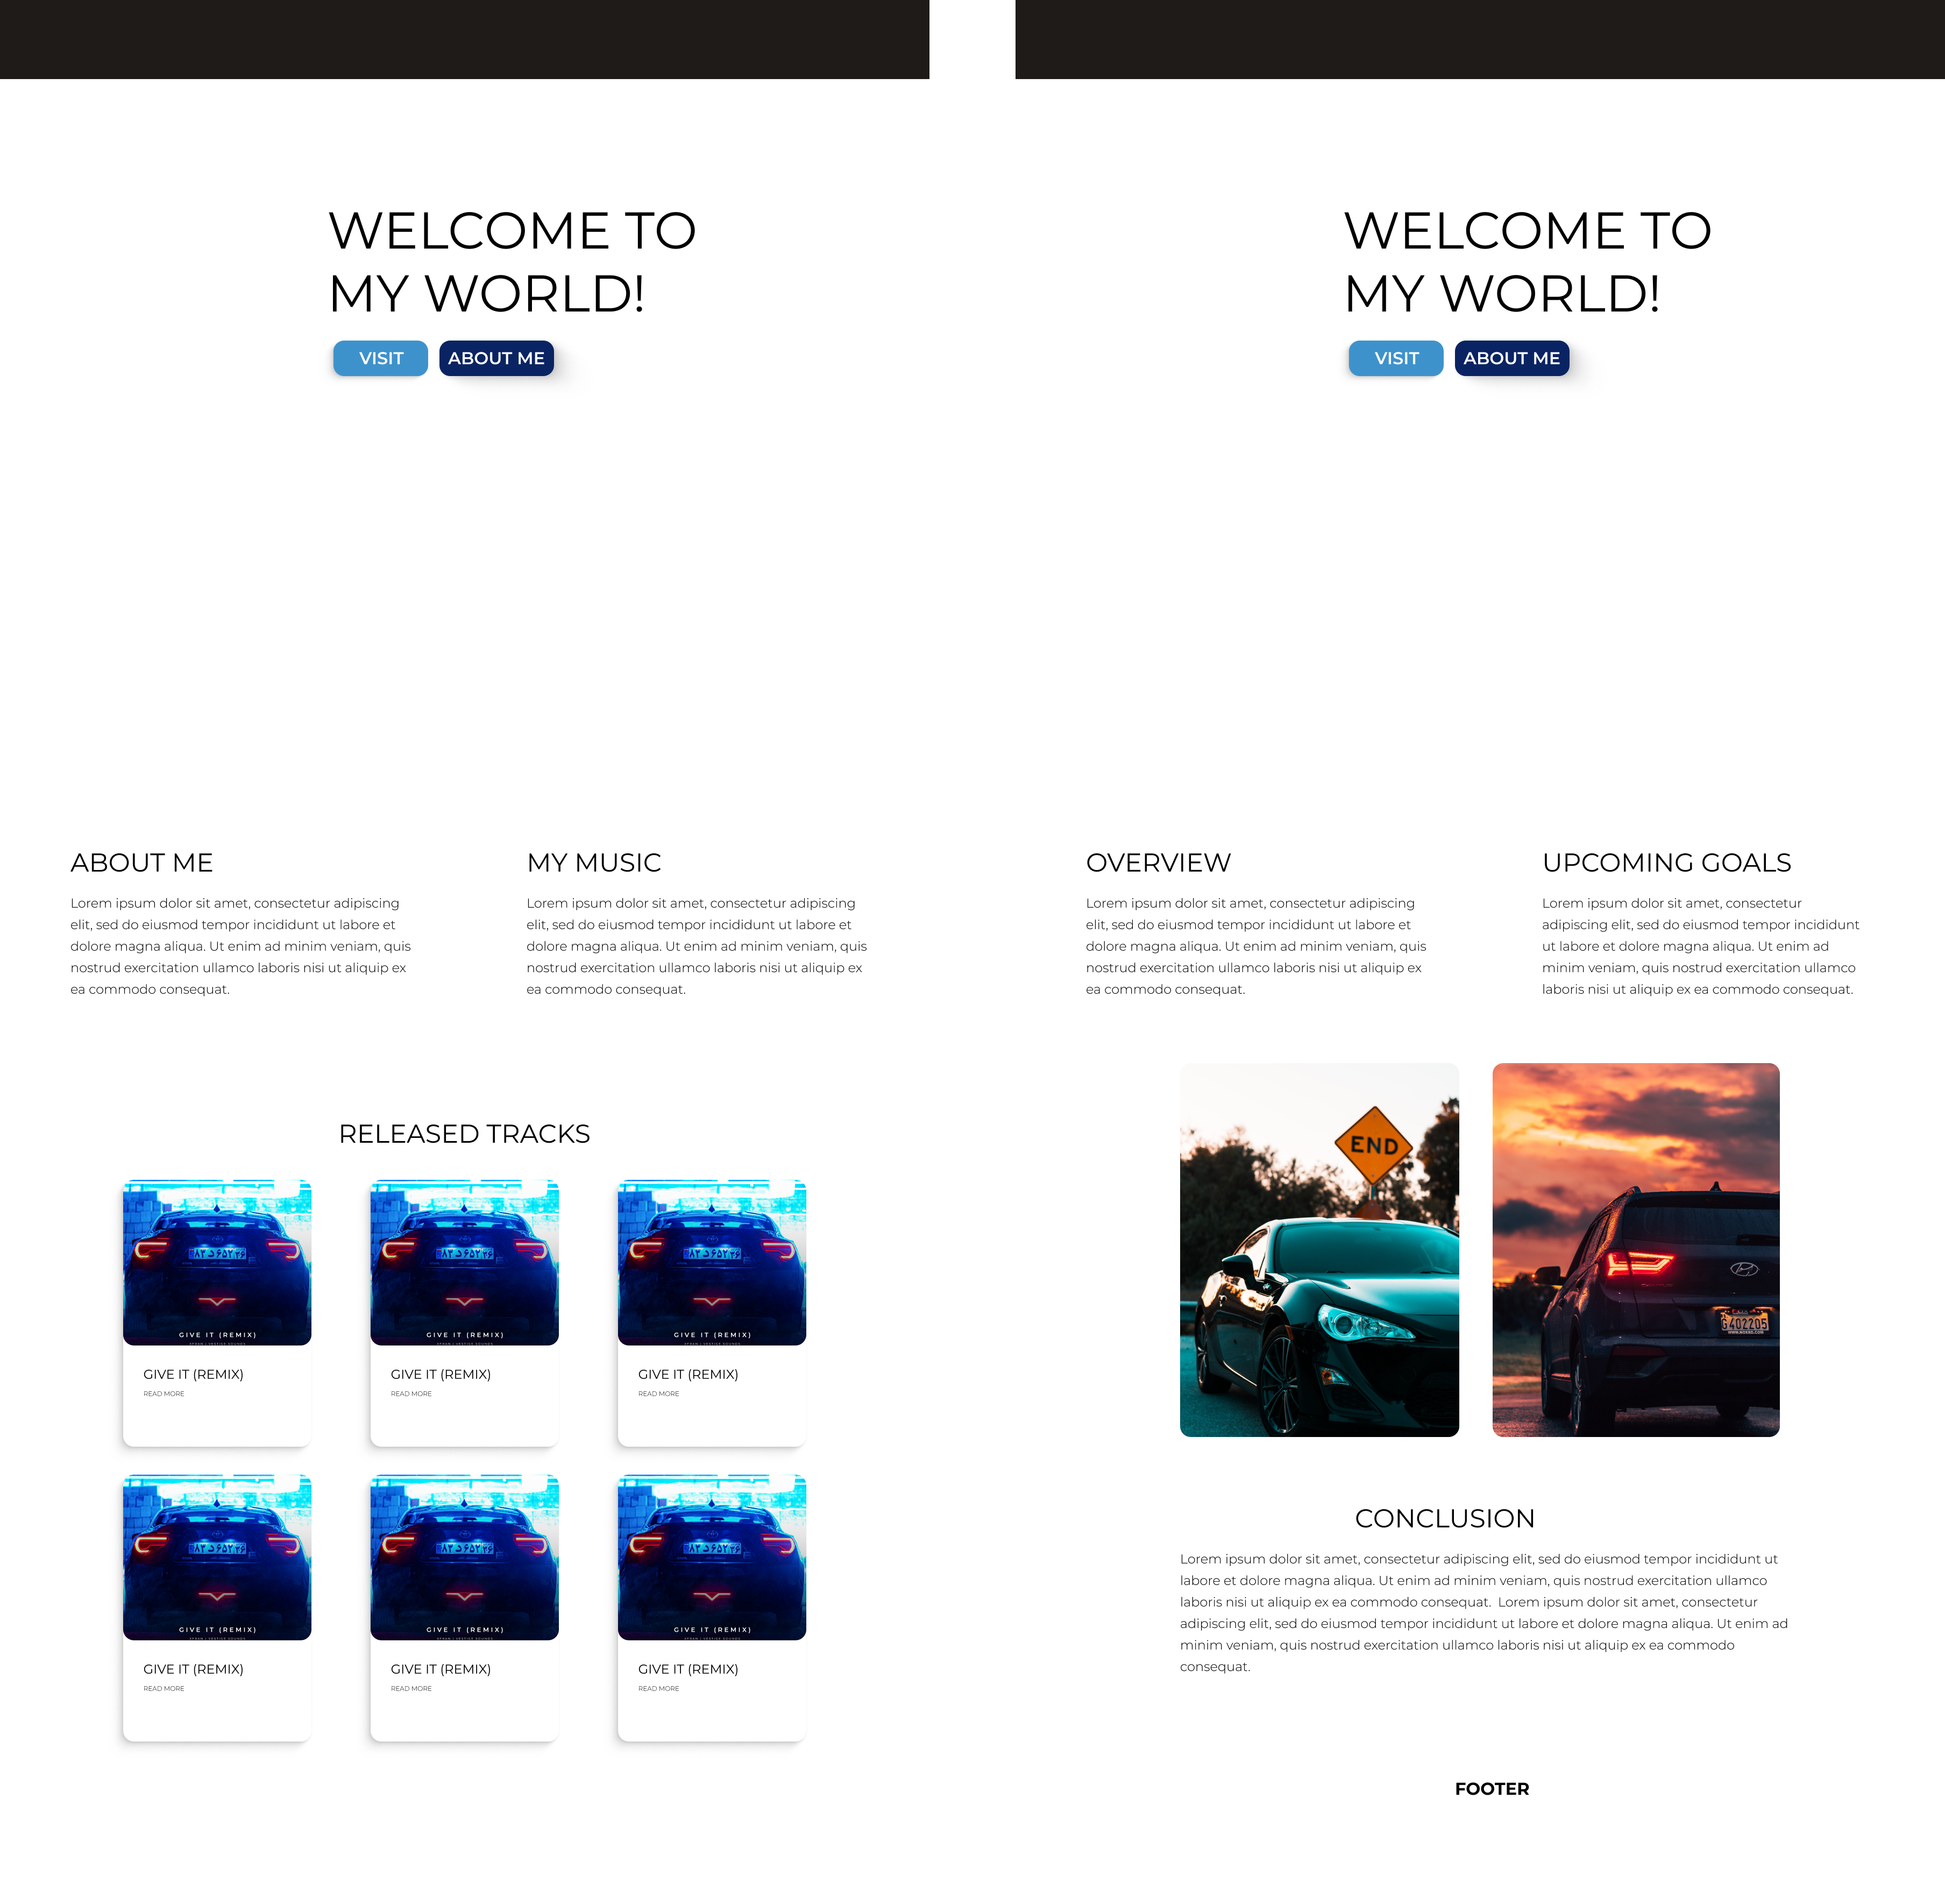 WELCOME TO
MY WORLD!
VISIT
ABOUT ME
ABOUT ME
Lorem ipsum dolor sit amet, consectetur adipiscing
elit, sed do eiusmod tempor incididunt ut labore et
dolore magna aliqua. Ut enim ad minim veniam, quis
nostrud exercitation ullamco laboris nisi ut aliquip ex
ea commodo consequat.
MY MUSIC
Lorem ipsum dolor sit amet, consectetur adipiscing
elit, sed do eiusmod tempor incididunt ut labore et
dolore magna aliqua. Ut enim ad minim veniam, quis
nostrud exercitation ullamco laboris nisi ut aliquip ex
ea commodo consequat.
RELEASED TRACKS
GIVE IT (REMIX)
GIVE IT (REMIX)
READ MORE
GIVE IT (REMIX)
GIVE IT (REMIX)
READ MORE
GIVE IT (REMIX)
GIVE IT (REMIX)
READ MORE
GIVE IT (REMIX)
GIVE IT (REMIX)
READ MORE
GIVE IT (REMIX)
GIVE IT (REMIX)
READ MORE
GIVE IT (REMIX)
GIVE IT (REMIX)
READ MORE
WELCOME TO
MY WORLD!
VISIT
ABOUT ME
OVERVIEW
Lorem ipsum dolor sit amet, consectetur adipiscing
elit, sed do eiusmod tempor incididunt ut labore et
dolore magna aliqua. Ut enim ad minim veniam, quis
nostrud exercitation ullamco laboris nisi ut aliquip ex
ea commodo consequat.
UPCOMING GOALS
Lorem ipsum dolor sit amet, consectetur
adipiscing elit, sed do eiusmod tempor incididunt
ut labore et dolore magna aliqua. Ut enim ad
minim veniam, quis nostrud exercitation ullamco
laboris nisi ut aliquip ex ea commodo consequat.
END
G402205
CONCLUSION
Lorem ipsum dolor sit amet, consectetur adipiscing elit, sed do eiusmod tempor incididunt ut
labore et dolore magna aliqua. Ut enim ad minim veniam, quis nostrud exercitation ullamco
laboris nisi ut aliquip ex ea commodo consequat.  Lorem ipsum dolor sit amet, consectetur
adipiscing elit, sed do eiusmod tempor incididunt ut labore et dolore magna aliqua. Ut enim ad
minim veniam, quis nostrud exercitation ullamco laboris nisi ut aliquip ex ea commodo
consequat.
FOOTER